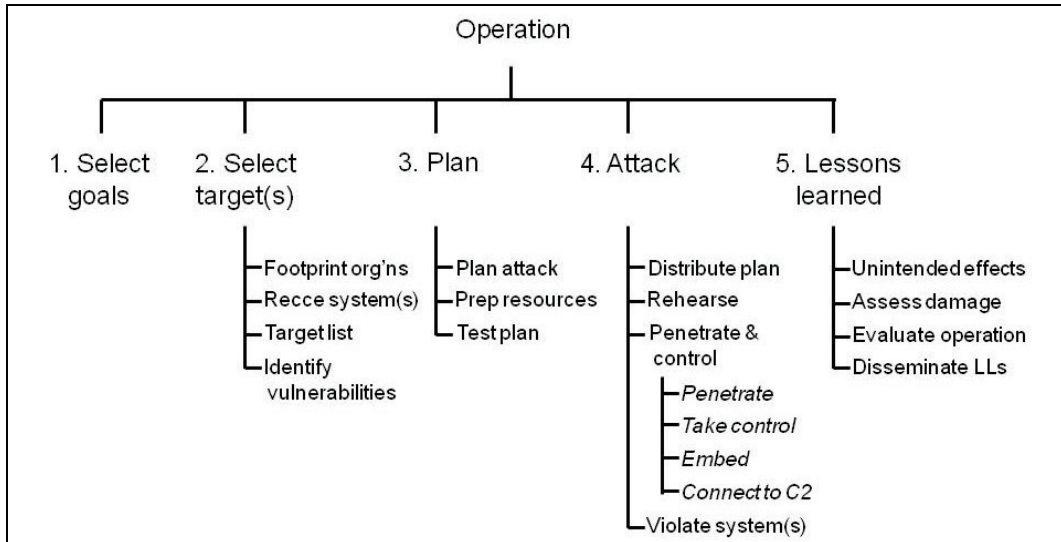 Operation
1. Select
goals
2. Select
target(s)
Footprint org'ns
Recce system(s)
Target list
Identify
vulnerabilities
3. Plan
Plan attack
Prep resources
Test plan
4. Attack
Distribute plan
Rehearse
Penetrate &
control
Penetrate
Take control
Embed
Connect to C2
Violate system(s)
5. Lessons
learned
Unintended effects
Assess damage
Evaluate operation
Disseminate LLs